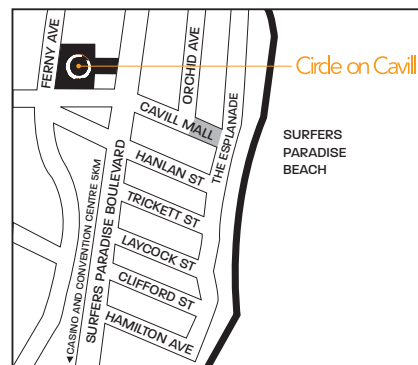 FERNY AVE
ORCHID AVE
Circle on Cavill
CAVILL MALL
THE ESPLANADE
SURFERS
PARADISE
BEACH
HANLAN ST
TRICKETT ST
SURFERS PARADISE BOULEVARD
LAYCOCK ST
CLIFFORD ST
HAMILTON AVE
◀CASINO AND CONVENTION CENTRE 5KM